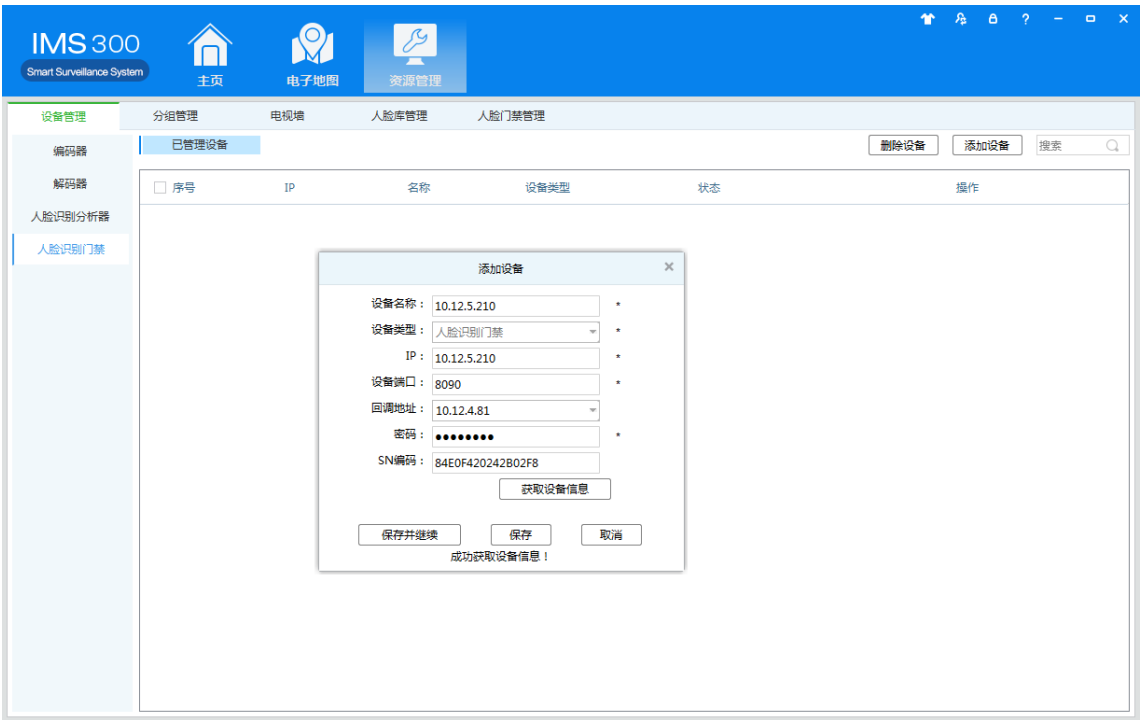 IMS 300
Smart Surveillance System
主页
电子地图
资源管理
设备管理
分组管理
电视墙
人脸库管理
人脸门禁管理
编码器
解码器
人脸识别分析器
人脸识别门禁
已管理设备
删除设备
添加设备
搜索
序号
IP
名称
设备类型
状态
操作
添加设备
设备名称： 10.12.5.210 *
设备类型： 人脸识别门禁 *
IP： 10.12.5.210 *
设备端口： 8090 *
回调地址： 10.12.4.81
密码： ●●●●●●●● *
SN编码： 84E0F420242B02F8
获取设备信息
保存并继续
保存
取消
成功获取设备信息！